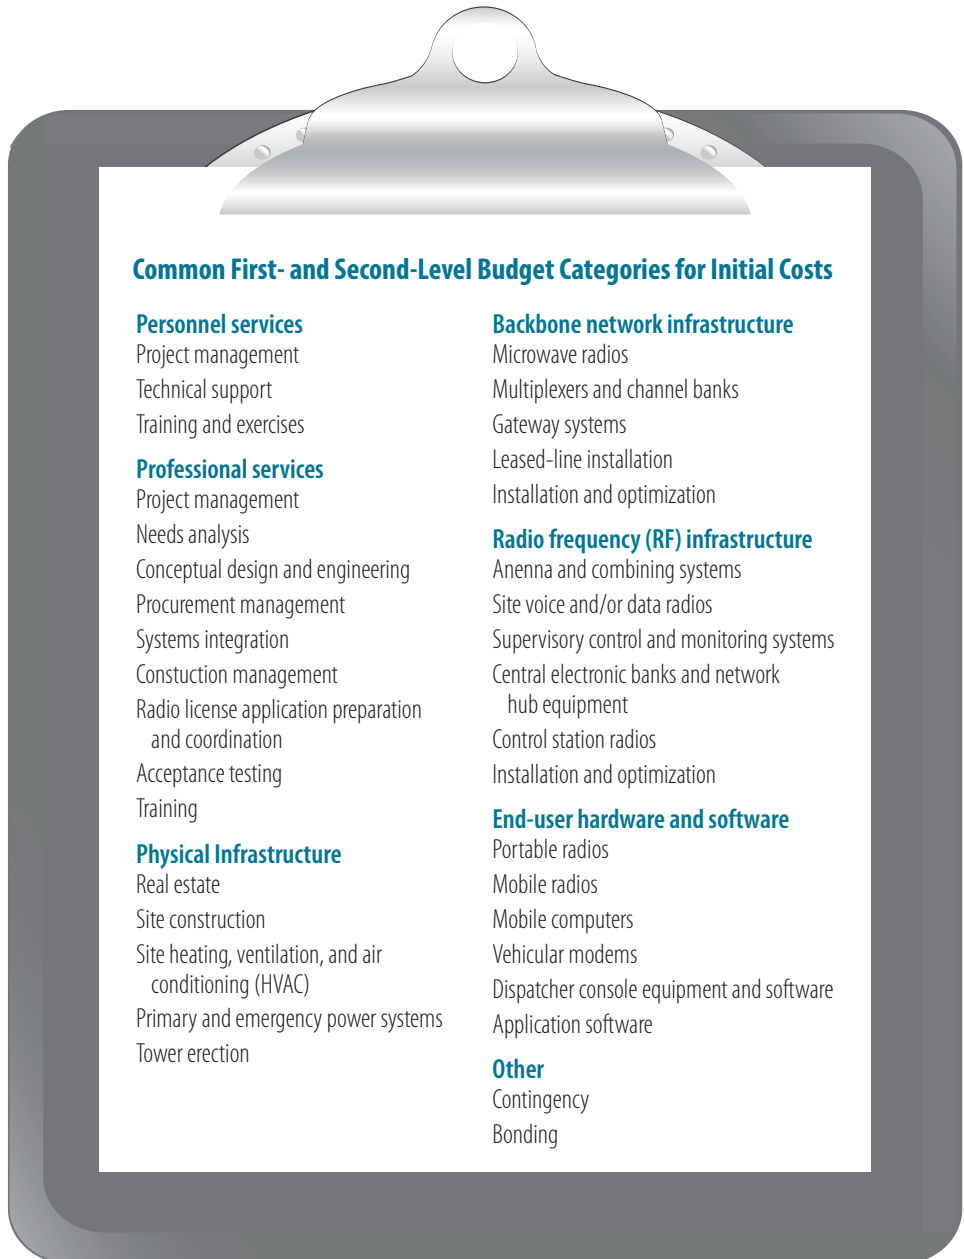 Common First- and Second-Level Budget Categories for Initial Costs
Personnel services
Project management
Technical support
Training and exercises
Professional services
Project management
Needs analysis
Conceptual design and engineering
Procurement management
Systems integration
Constuction management
Radio license application preparation
and coordination
Acceptance testing
Training
Physical Infrastructure
Real estate
Site construction
Site heating, ventilation, and air
conditioning (HVAC)
Primary and emergency power systems
Tower erection
Backbone network infrastructure
Microwave radios
Multiplexers and channel banks
Gateway systems
Leased-line installation
Installation and optimization
Radio frequency (RF) infrastructure
Anenna and combining systems
Site voice and/or data radios
Supervisory control and monitoring systems
Central electronic banks and network
hub equipment
Control station radios
Installation and optimization
End-user hardware and software
Portable radios
Mobile radios
Mobile computers
Vehicular modems
Dispatcher console equipment and software
Application software
Other
Contingency
Bonding